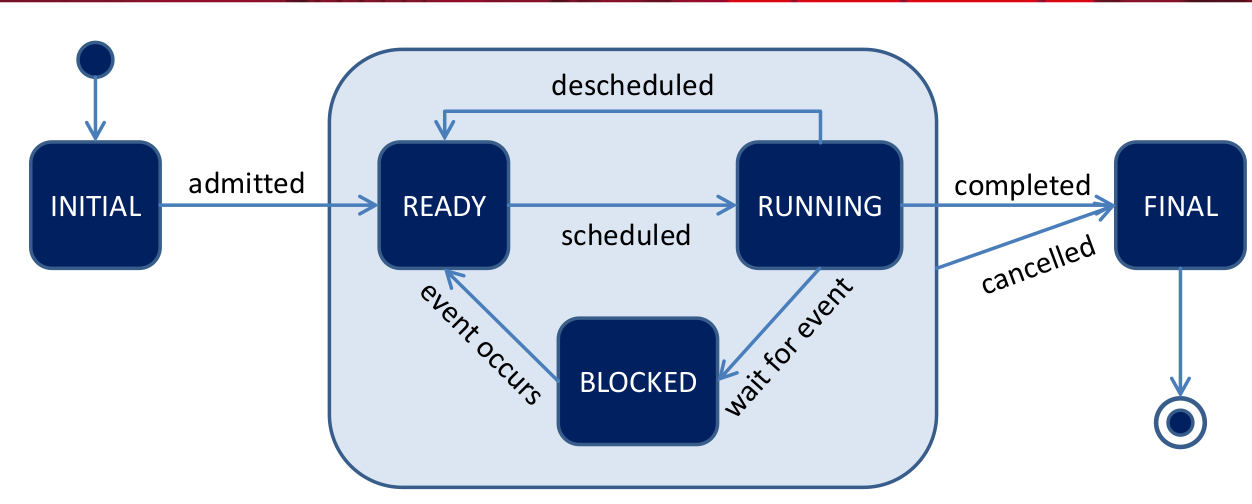 descheduled
INITIAL
admitted
READY
scheduled
RUNNING
completed
FINAL
cancelled
event occurs
BLOCKED
wait for event